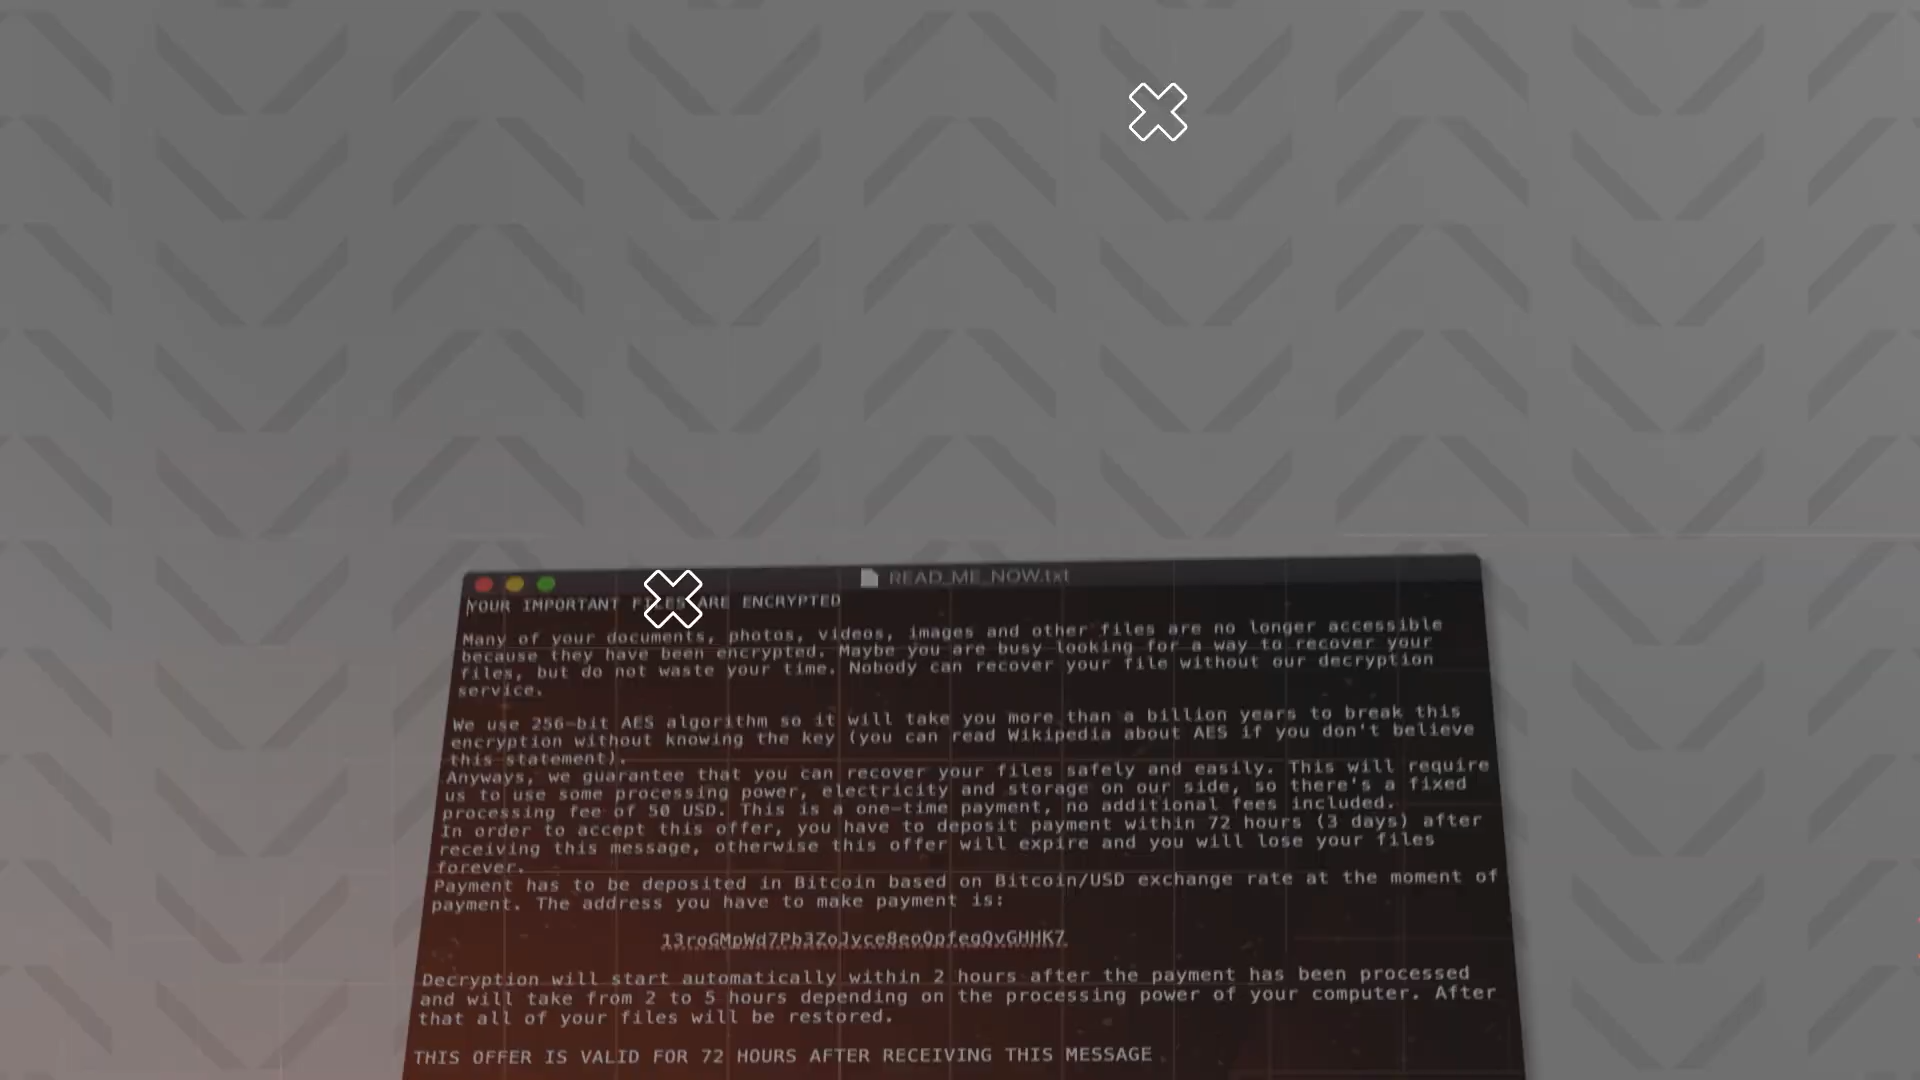 READ_ME_NOW.txt
YOUR IMPORTANT FILES ARE ENCRYPTED
Many of your documents, photos, videos, images and other files are no longer accessible
because they have been encrypted. Maybe you are busy looking for a way to recover your
files, but do not waste your time. Nobody can recover your file without our decryption
service.
We use 256-bit AES algorithm so it will take you more than a billion years to break this
encryption without knowing the key (you can read Wikipedia about AES if you don't believe
this statement).
Anyways, we guarantee that you can recover your files safely and easily. This will require
us to use some processing power, electricity and storage on our side, so there's a fixed
processing fee of 50 USD. This is a one-time payment, no additional fees included.
In order to accept this offer, you have to deposit payment within 72 hours (3 days) after
receiving this message, otherwise this offer will expire and you will lose your files
forever.
Payment has to be deposited in Bitcoin based on Bitcoin/USD exchange rate at the moment of
payment. The address you have to make payment is:
Decryption will start automatically within 2 hours after the payment has been processed
and will take from 2 to 5 hours depending on the processing power of your computer. After
that all of your files will be restored.
THIS OFFER IS VALID FOR 72 HOURS AFTER RECEIVING THIS MESSAGE